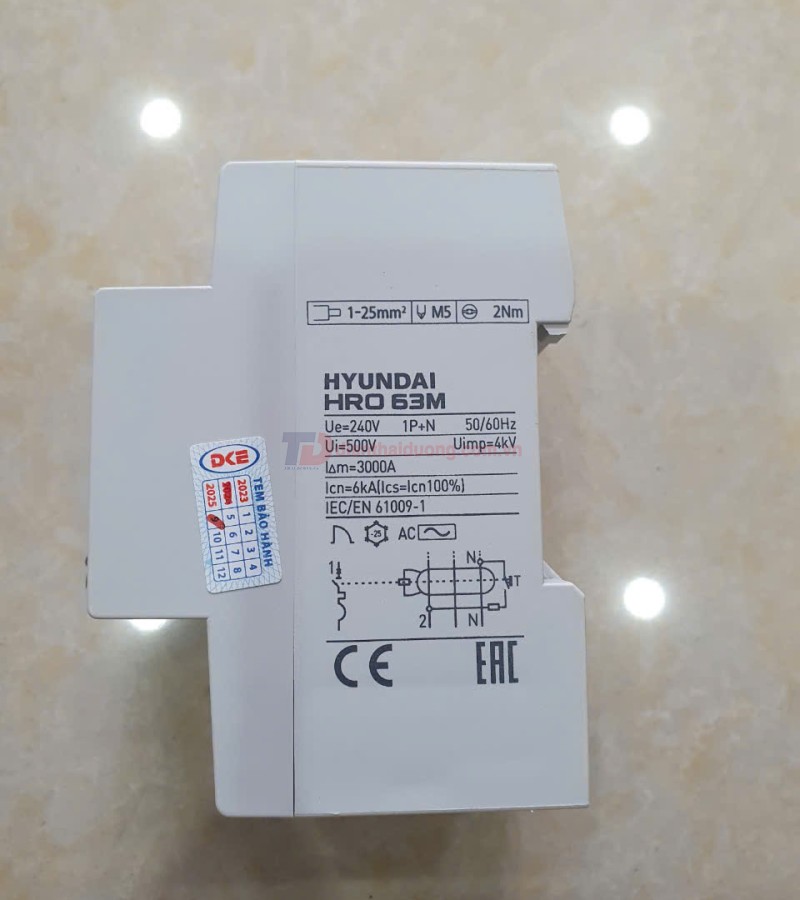 1-25mm² M5 2Nm
HYUNDAI
HRO 63M
Ue=240V 1P+N 50/60Hz
Ui=500V Uimp=4kV
I∆m=3000A
Icn=6kA(Ics=Icn100%)
IEC/EN 61009-1
-25 AC
1 N T
2 N
CE EAC
DKE
TEM BẢO HÀNH
2023 1 2 3 4
5 6 7 8
2025 10 11 12